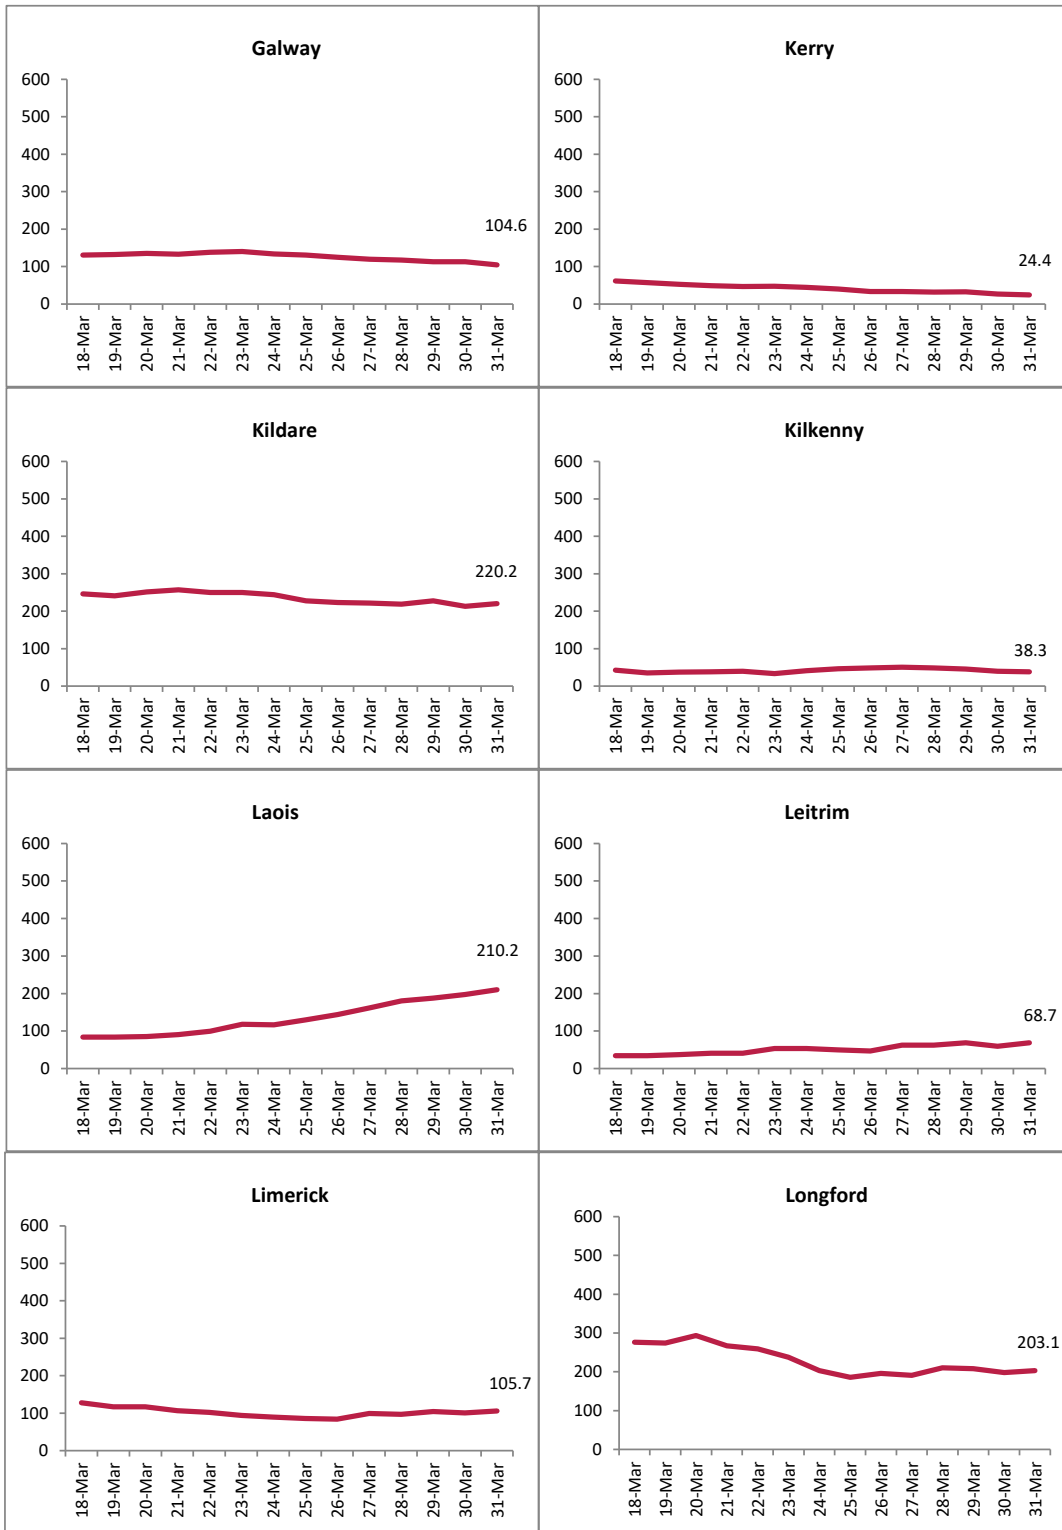 Galway
600
500
400
300
200
100
0
104.6
18-Mar
19-Mar
20-Mar
21-Mar
22-Mar
23-Mar
24-Mar
25-Mar
26-Mar
27-Mar
28-Mar
29-Mar
30-Mar
31-Mar
Kerry
600
500
400
300
200
100
0
24.4
18-Mar
19-Mar
20-Mar
21-Mar
22-Mar
23-Mar
24-Mar
25-Mar
26-Mar
27-Mar
28-Mar
29-Mar
30-Mar
31-Mar
Kildare
600
500
400
300
200
100
0
220.2
18-Mar
19-Mar
20-Mar
21-Mar
22-Mar
23-Mar
24-Mar
25-Mar
26-Mar
27-Mar
28-Mar
29-Mar
30-Mar
31-Mar
Kilkenny
600
500
400
300
200
100
0
38.3
18-Mar
19-Mar
20-Mar
21-Mar
22-Mar
23-Mar
24-Mar
25-Mar
26-Mar
27-Mar
28-Mar
29-Mar
30-Mar
31-Mar
Laois
600
500
400
300
200
100
0
210.2
18-Mar
19-Mar
20-Mar
21-Mar
22-Mar
23-Mar
24-Mar
25-Mar
26-Mar
27-Mar
28-Mar
29-Mar
30-Mar
31-Mar
Leitrim
600
500
400
300
200
100
0
68.7
18-Mar
19-Mar
20-Mar
21-Mar
22-Mar
23-Mar
24-Mar
25-Mar
26-Mar
27-Mar
28-Mar
29-Mar
30-Mar
31-Mar
Limerick
600
500
400
300
200
100
0
105.7
18-Mar
19-Mar
20-Mar
21-Mar
22-Mar
23-Mar
24-Mar
25-Mar
26-Mar
27-Mar
28-Mar
29-Mar
30-Mar
31-Mar
Longford
600
500
400
300
200
100
0
203.1
18-Mar
19-Mar
20-Mar
21-Mar
22-Mar
23-Mar
24-Mar
25-Mar
26-Mar
27-Mar
28-Mar
29-Mar
30-Mar
31-Mar